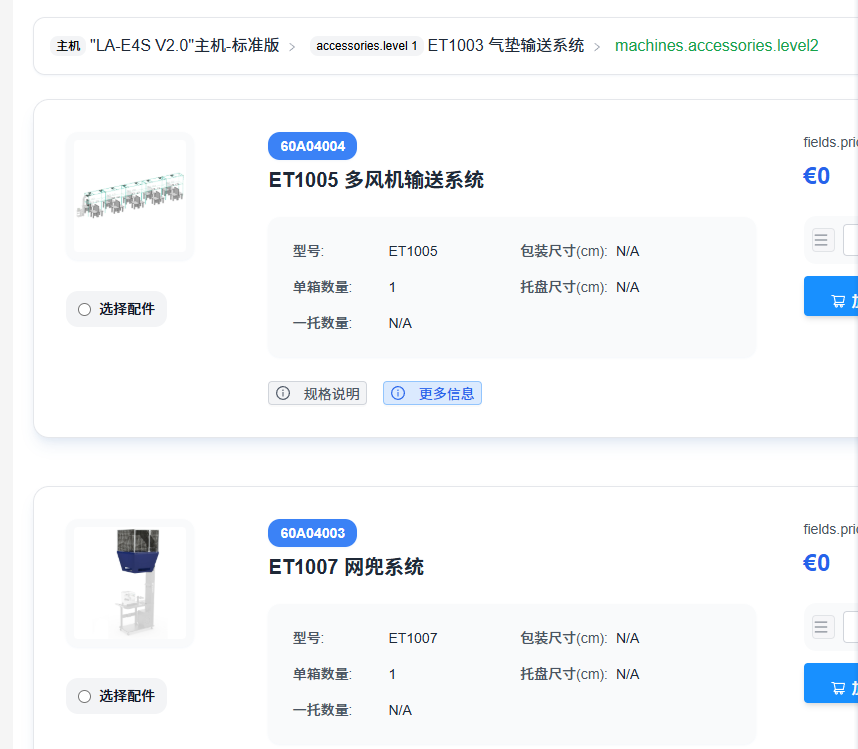 主机 "LA-E4S V2.0"主机-标准版 > accessories.level 1 ET1003 气垫输送系统 > machines.accessories.level2
60A04004
ET1005 多风机输送系统
fields.pri
€0
型号: ET1005 包装尺寸(cm): N/A
单箱数量: 1 托盘尺寸(cm): N/A
一托数量: N/A
选择配件
规格说明 更多信息
60A04003
ET1007 网兜系统
fields.pri
€0
型号: ET1007 包装尺寸(cm): N/A
单箱数量: 1 托盘尺寸(cm): N/A
一托数量: N/A
选择配件